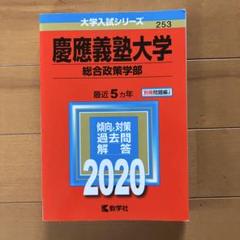 大学入試シリーズ
253
慶應義塾大学
総合政策学部
最近5カ年
別冊問題編
傾向と対策
過去問
解答
2020
教学社